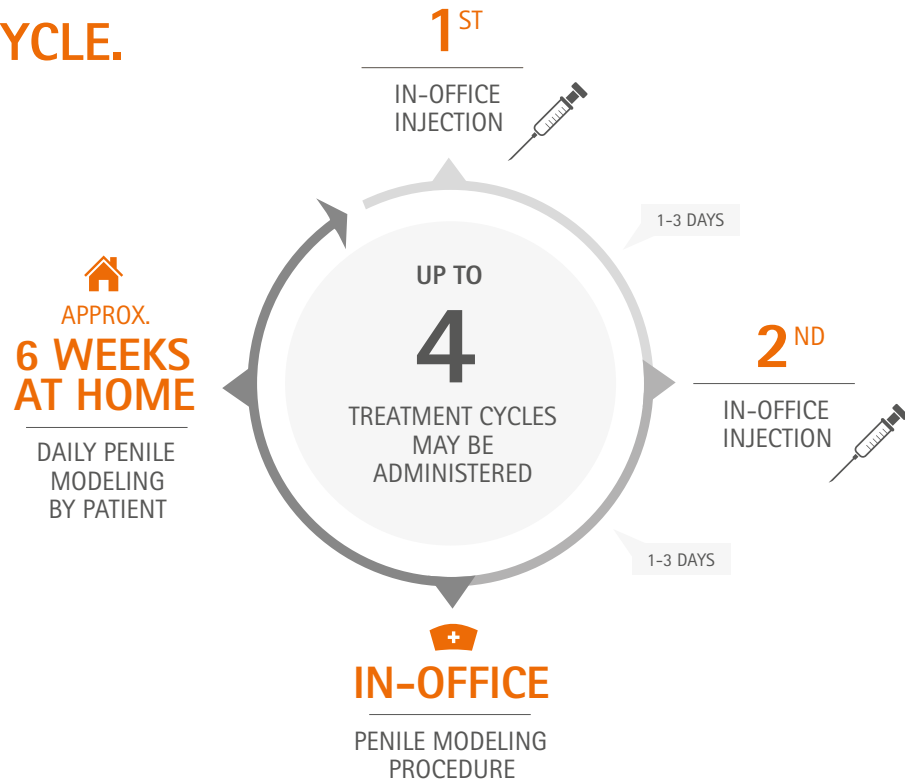 YCLE.
1ST
IN-OFFICE
INJECTION
1-3 DAYS
2ND
IN-OFFICE
INJECTION
1-3 DAYS
IN-OFFICE
PENILE MODELING
PROCEDURE
APPROX.
6 WEEKS
AT HOME
DAILY PENILE
MODELING
BY PATIENT
UP TO
4
TREATMENT CYCLES
MAY BE
ADMINISTERED